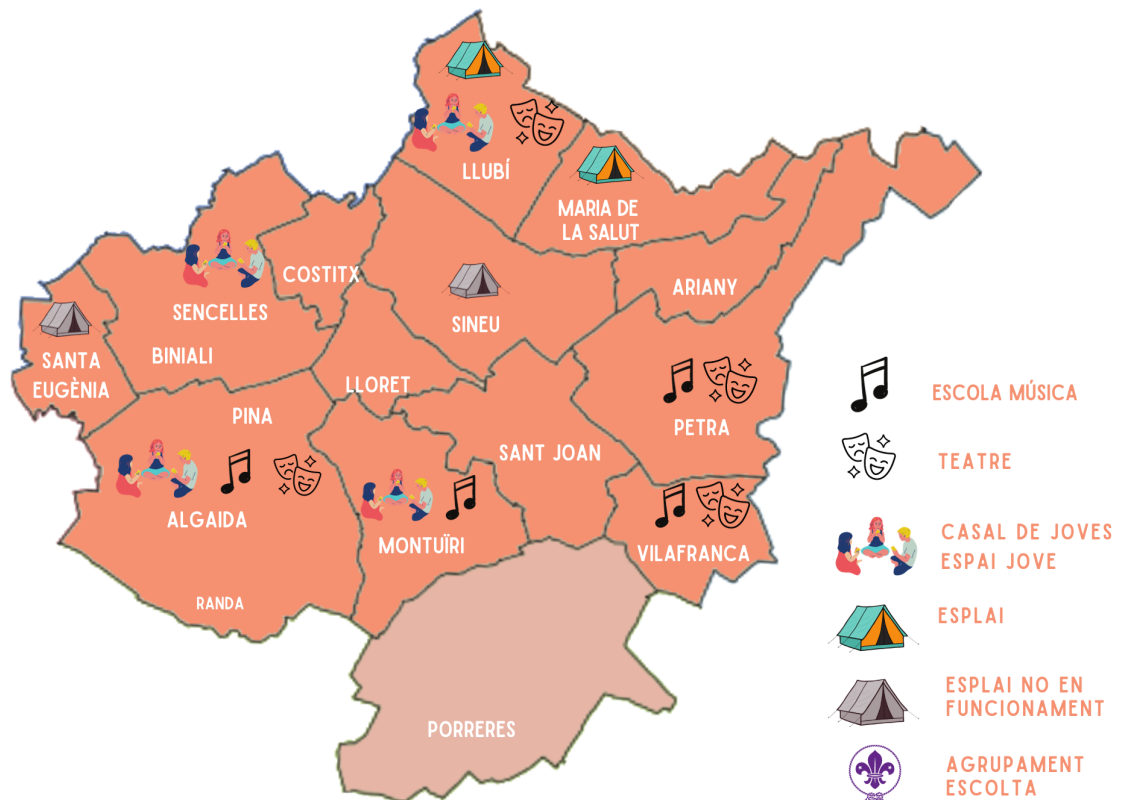 LLUBÍ
MARIA DE
LA SALUT
COSTITX
ARIANY
SENCELLES
SINEU
SANTA
EUGÈNIA
BINIALI
LLORET
PINA
PETRA
SANT JOAN
ALGAIDA
MONTUÏRI
VILAFRANCA
RANDA
PORRERES
ESCOLA MÚSICA
TEATRE
CASAL DE JOVES
ESPAI JOVE
ESPLAI
ESPLAI NO EN
FUNCIONAMENT
AGRUPAMENT
ESCOLTA